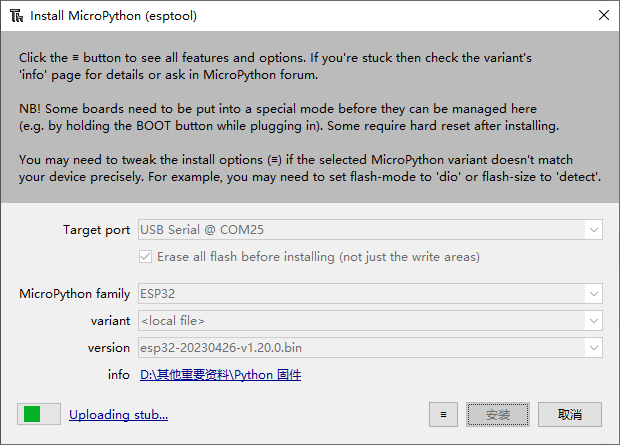 Install MicroPython (esptool)
Click the ≡ button to see all features and options. If you're stuck then check the variant's
'info' page for details or ask in MicroPython forum.
NB! Some boards need to be put into a special mode before they can be managed here
(e.g. by holding the BOOT button while plugging in). Some require hard reset after installing.
You may need to tweak the install options (≡) if the selected MicroPython variant doesn't match
your device precisely. For example, you may need to set flash-mode to 'dio' or flash-size to 'detect'.
Target port USB Serial @ COM25
Erase all flash before installing (not just the write areas)
MicroPython family ESP32
variant <local file>
version esp32-20230426-v1.20.0.bin
info D:\其他重要资料\Python 固件
Uploading stub... ≡ 安装 取消